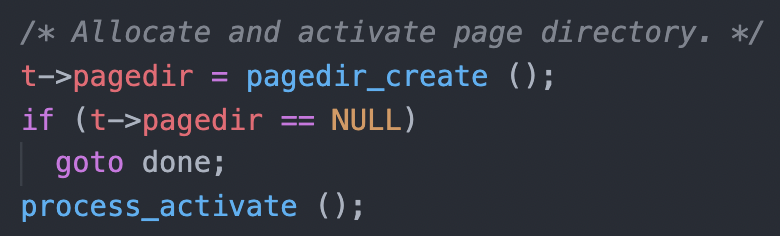 /* Allocate and activate page directory. */
t->pagedir = pagedir_create ();
if (t->pagedir == NULL)
goto done;
process_activate ();